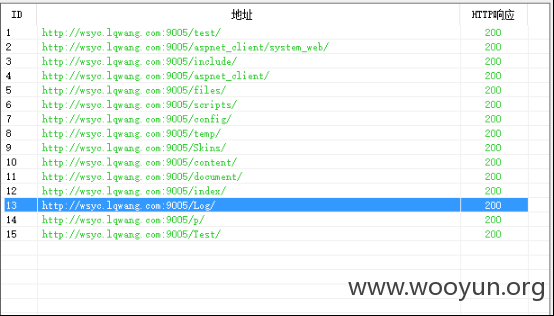 ID 地址 HTTP响应
1 http://wsyc.lqwang.com:9005/test/ 200
2 http://wsyc.lqwang.com:9005/aspnet_client/system_web/ 200
3 http://wsyc.lqwang.com:9005/include/ 200
4 http://wsyc.lqwang.com:9005/aspnet_client/ 200
5 http://wsyc.lqwang.com:9005/files/ 200
6 http://wsyc.lqwang.com:9005/scripts/ 200
7 http://wsyc.lqwang.com:9005/config/ 200
8 http://wsyc.lqwang.com:9005/temp/ 200
9 http://wsyc.lqwang.com:9005/Skins/ 200
10 http://wsyc.lqwang.com:9005/content/ 200
11 http://wsyc.lqwang.com:9005/document/ 200
12 http://wsyc.lqwang.com:9005/index/ 200
13 http://wsyc.lqwang.com:9005/Log/ 200
14 http://wsyc.lqwang.com:9005/p/ 200
15 http://wsyc.lqwang.com:9005/Test/ 200
www.wooyun.org